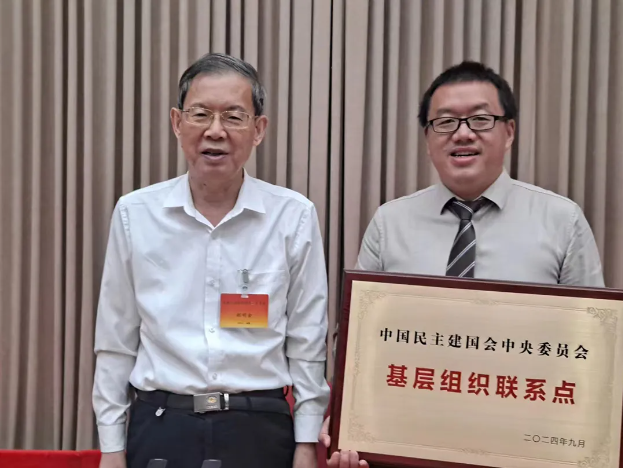 中国民主建国会中央委员会
基层组织联系点
二〇二四年九月